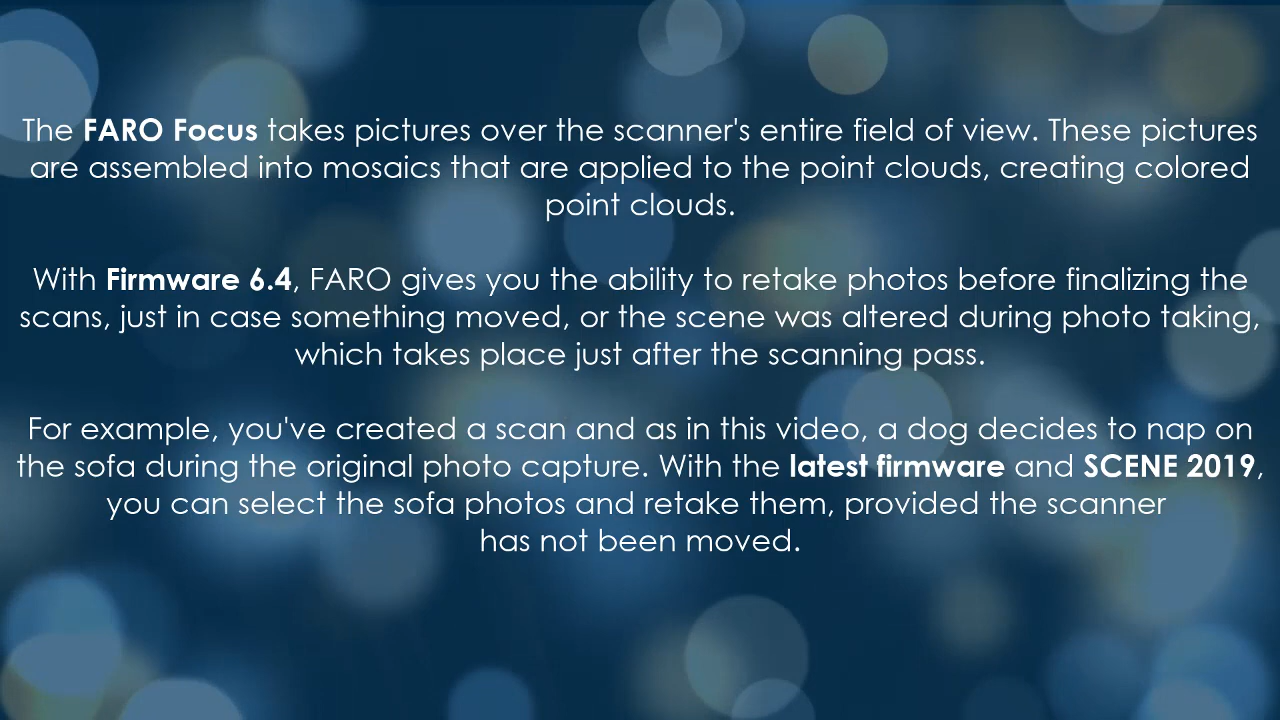 The FARO Focus takes pictures over the scanner's entire field of view. These pictures
are assembled into mosaics that are applied to the point clouds, creating colored
point clouds.
With Firmware 6.4, FARO gives you the ability to retake photos before finalizing the
scans, just in case something moved, or the scene was altered during photo taking,
which takes place just after the scanning pass.
For example, you've created a scan and as in this video, a dog decides to nap on
the sofa during the original photo capture. With the latest firmware and SCENE 2019,
you can select the sofa photos and retake them, provided the scanner
has not been moved.